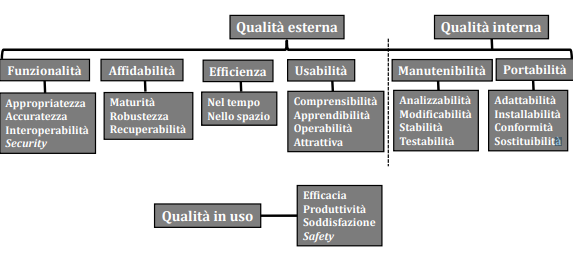 Qualità esterna
Qualità interna
Funzionalità
Affidabilità
Efficienza
Usabilità
Manutenibilità
Portabilità
Appropriatezza
Accuratezza
Interoperabilità
Security
Maturità
Robustezza
Recuperabilità
Nel tempo
Nello spazio
Comprensibilità
Apprendibilità
Operabilità
Attrattiva
Analizzabilità
Modificabilità
Stabilità
Testabilità
Adattabilità
Installabilità
Conformità
Sostituibilità
Qualità in uso
Efficacia
Produttività
Soddisfazione
Safety